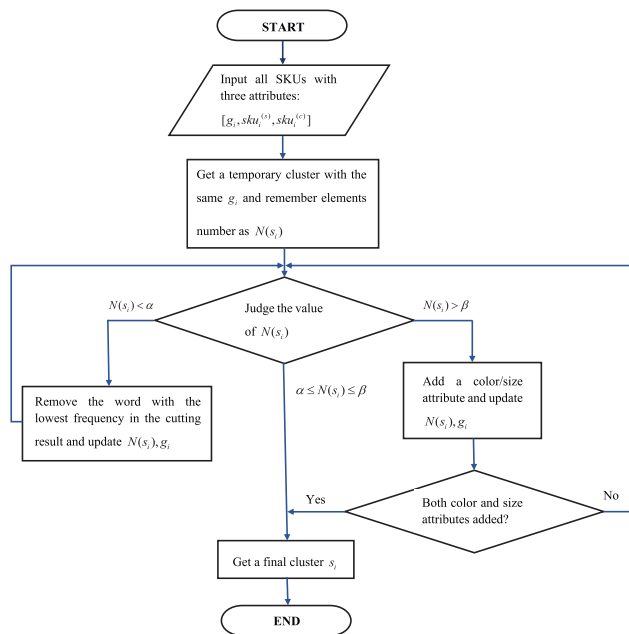 START
Input all SKUs with
three attributes:
[g_i, sku_i^(s), sku_i^(c)]
Get a temporary cluster with the
same g_i and remember elements
number as N(s_i)
N(s_i) < α
Judge the value
of N(s_i)
N(s_i) > β
Remove the word with the
lowest frequency in the cutting
result and update N(s_i), g_i
α ≤ N(s_i) ≤ β
Add a color/size
attribute and update
N(s_i), g_i
Yes
Both color and size
attributes added?
No
Get a final cluster s_i
END